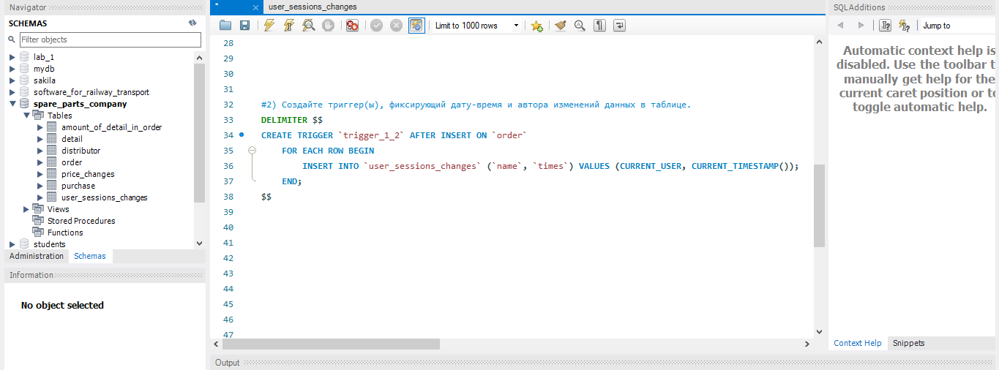 Navigator
SCHEMAS
Filter objects
lab_1
mydb
sakila
software_for_railway_transport
spare_parts_company
Tables
amount_of_detail_in_order
detail
distributor
order
price_changes
purchase
user_sessions_changes
Views
Stored Procedures
Functions
students
Administration Schemas
Information
No object selected
* user_sessions_changes
Limit to 1000 rows
28
29
30
31
32 #2) Создайте триггер(ы), фиксирующий дату-время и автора изменений данных в таблице.
33 DELIMITER $$
34 CREATE TRIGGER `trigger_1_2` AFTER INSERT ON `order`
35 FOR EACH ROW BEGIN
36 INSERT INTO `user_sessions_changes` (`name`, `times`) VALUES (CURRENT_USER, CURRENT_TIMESTAMP());
37 END;
38 $$
39
40
41
42
43
44
45
46
47
Output
SQLAdditions
Jump to
Automatic context help is
disabled. Use the toolbar t
manually get help for the
current caret position or to
toggle automatic help.
Context Help Snippets